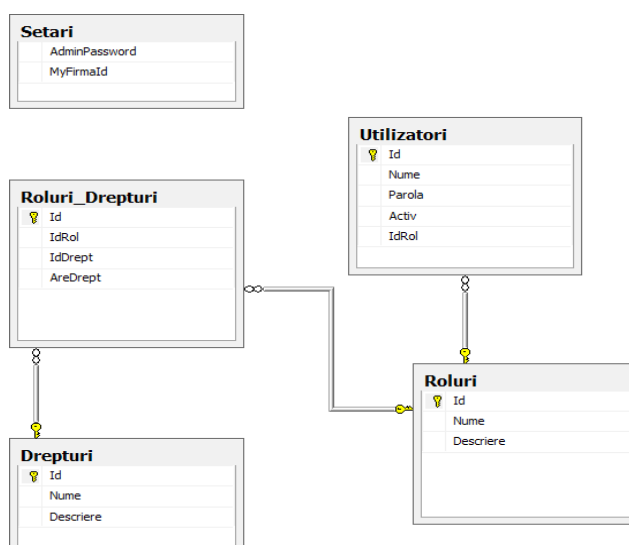 Setari
AdminPassword
MyFirmaId
Utilizatori
Id
Nume
Parola
Activ
IdRol
Roluri_Drepturi
Id
IdRol
IdDrept
AreDrept
Roluri
Id
Nume
Descriere
Drepturi
Id
Nume
Descriere